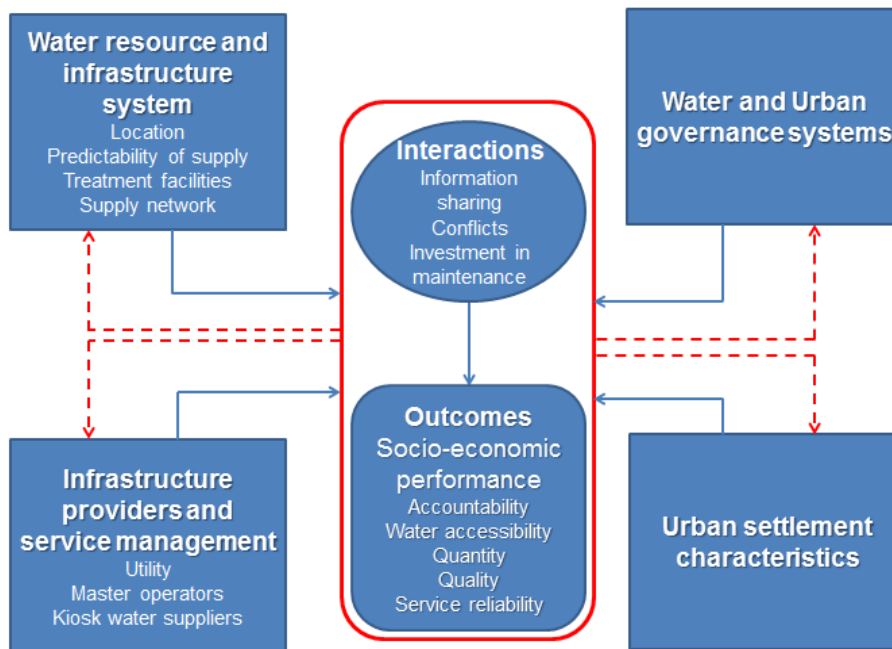 Water resource and
infrastructure
system
Location
Predictability of supply
Treatment facilities
Supply network
Interactions
Information
sharing
Conflicts
Investment in
maintenance
Water and Urban
governance systems
Infrastructure
providers and
service management
Utility
Master operators
Kiosk water suppliers
Outcomes
Socio-economic
performance
Accountability
Water accessibility
Quantity
Quality
Service reliability
Urban settlement
characteristics